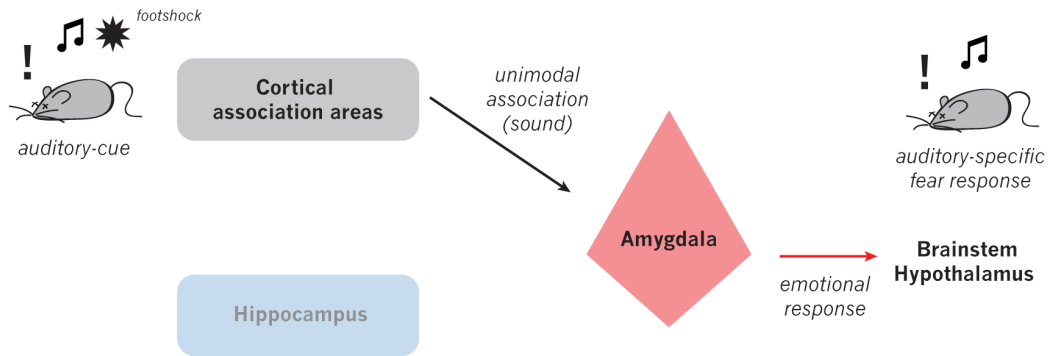 footshock
!
auditory-cue
Cortical
association areas
unimodal
association
(sound)
!
auditory-specific
fear response
Amygdala
emotional
response
Brainstem
Hypothalamus
Hippocampus